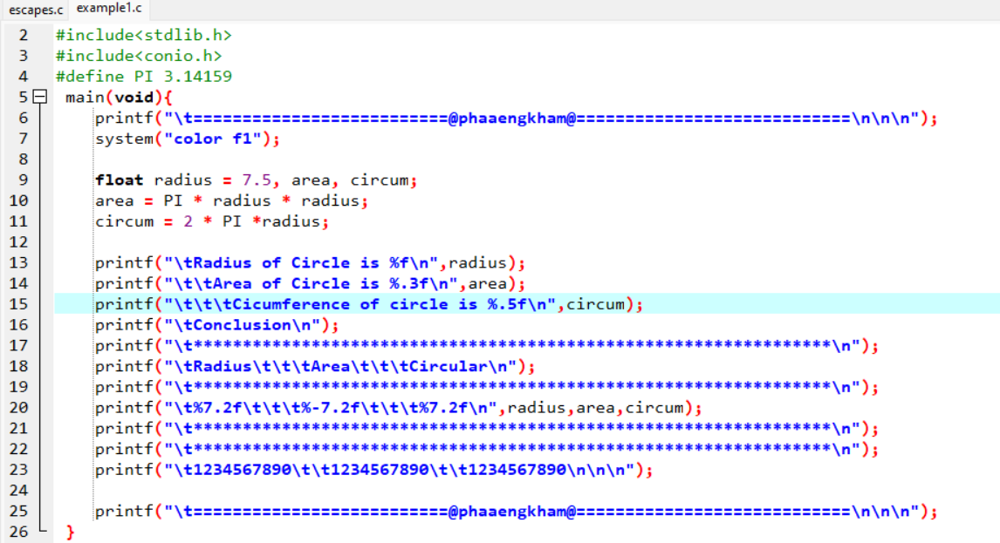 escapes.c example1.c
2 #include<stdlib.h>
3 #include<conio.h>
4 #define PI 3.14159
5 main(void){
6 printf("\t==========================@phaaengkham@============================\n\n\n");
7 system("color f1");
8
9 float radius = 7.5, area, circum;
10 area = PI * radius * radius;
11 circum = 2 * PI *radius;
12
13 printf("\tRadius of Circle is %f\n",radius);
14 printf("\t\tArea of Circle is %.3f\n",area);
15 printf("\t\t\tCicumference of circle is %.5f\n",circum);
16 printf("\tConclusion\n");
17 printf("\t*****************************************************************\n");
18 printf("\tRadius\t\t\tArea\t\t\tCircular\n");
19 printf("\t*****************************************************************\n");
20 printf("\t%7.2f\t\t\t%-7.2f\t\t\t%7.2f\n",radius,area,circum);
21 printf("\t*****************************************************************\n");
22 printf("\t*****************************************************************\n");
23 printf("\t1234567890\t\t1234567890\t\t1234567890\n\n\n");
24
25 printf("\t==========================@phaaengkham@============================\n\n\n");
26 }